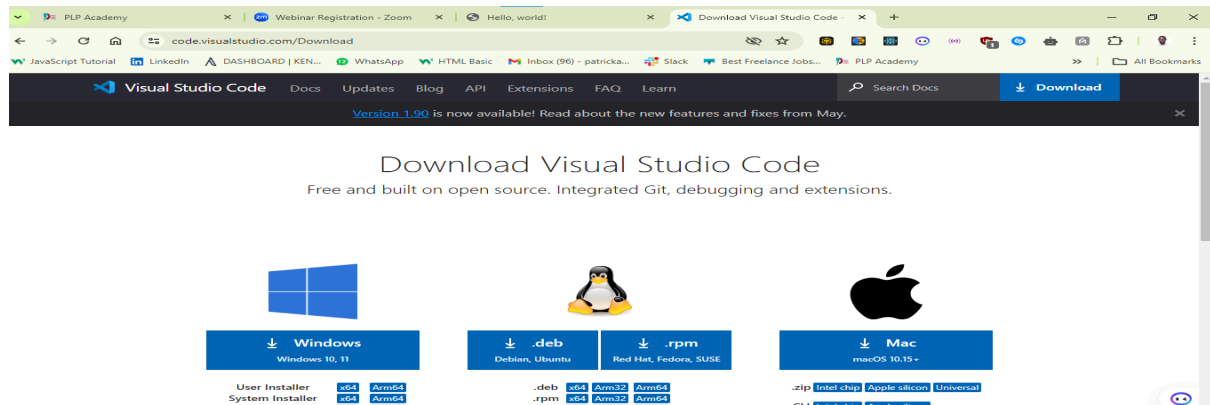 PLP Academy
Webinar Registration - Zoom
Hello, world!
Download Visual Studio Code -
code.visualstudio.com/Download
JavaScript Tutorial
LinkedIn
DASHBOARD | KEN...
WhatsApp
HTML Basic
Inbox (96) - patricka...
Slack
Best Freelance Jobs...
PLP Academy
All Bookmarks
Visual Studio Code
Docs
Updates
Blog
API
Extensions
FAQ
Learn
Search Docs
Download
Version 1.90 is now available! Read about the new features and fixes from May.
Download Visual Studio Code
Free and built on open source. Integrated Git, debugging and extensions.
Windows
Windows 10, 11
User Installer x64 Arm64
System Installer x64 Arm64
.deb
Debian, Ubuntu
.rpm
Red Hat, Fedora, SUSE
.deb x64 Arm32 Arm64
.rpm x64 Arm32 Arm64
Mac
macOS 10.15+
.zip Intel chip Apple silicon Universal